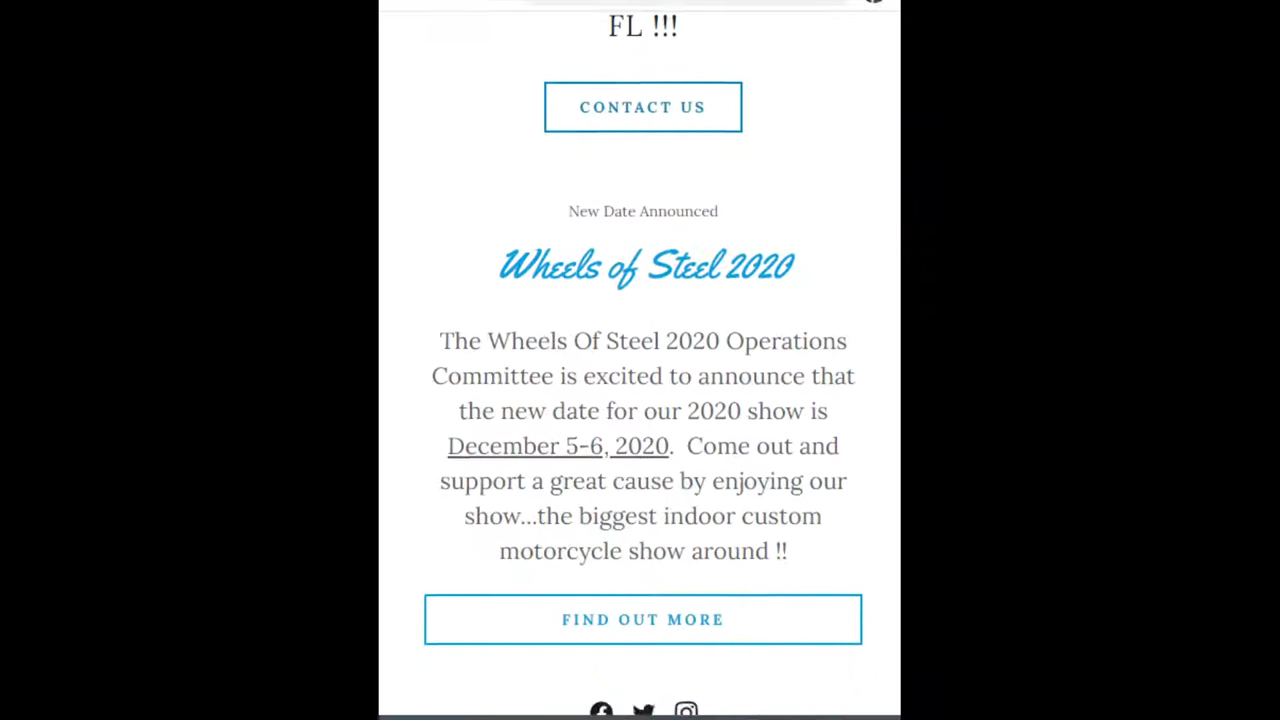 FL !!!
CONTACT US
New Date Announced
Wheels of Steel 2020
The Wheels Of Steel 2020 Operations
Committee is excited to announce that
the new date for our 2020 show is
December 5-6, 2020.  Come out and
support a great cause by enjoying our
show...the biggest indoor custom
motorcycle show around !!
FIND OUT MORE